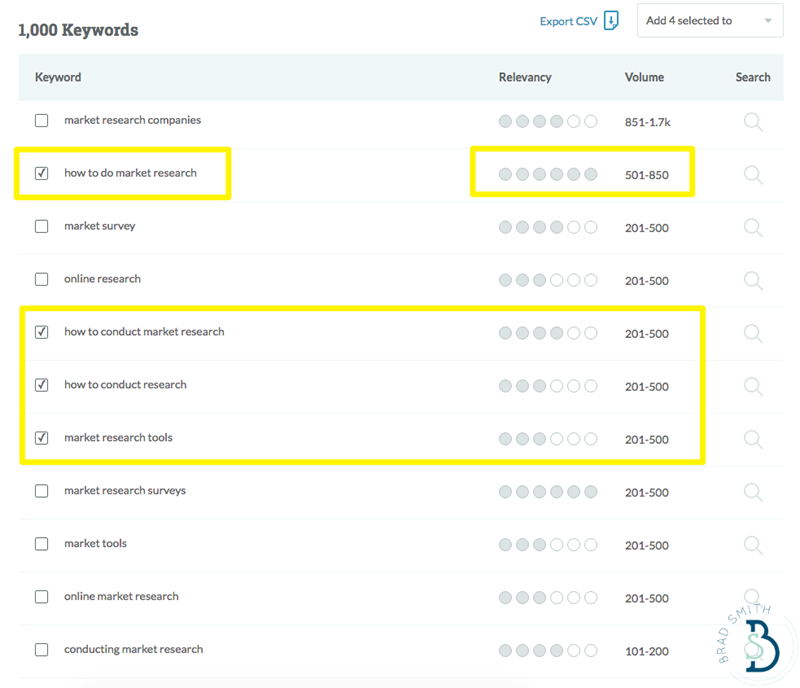 1,000 Keywords
Export CSV
Add 4 selected to
Keyword Relevancy Volume Search
market research companies 851-1.7k
how to do market research 501-850
market survey 201-500
online research 201-500
how to conduct market research 201-500
how to conduct research 201-500
market research tools 201-500
market research surveys 201-500
market tools 201-500
online market research 201-500
conducting market research 101-200
BRAD SMITH
B
S